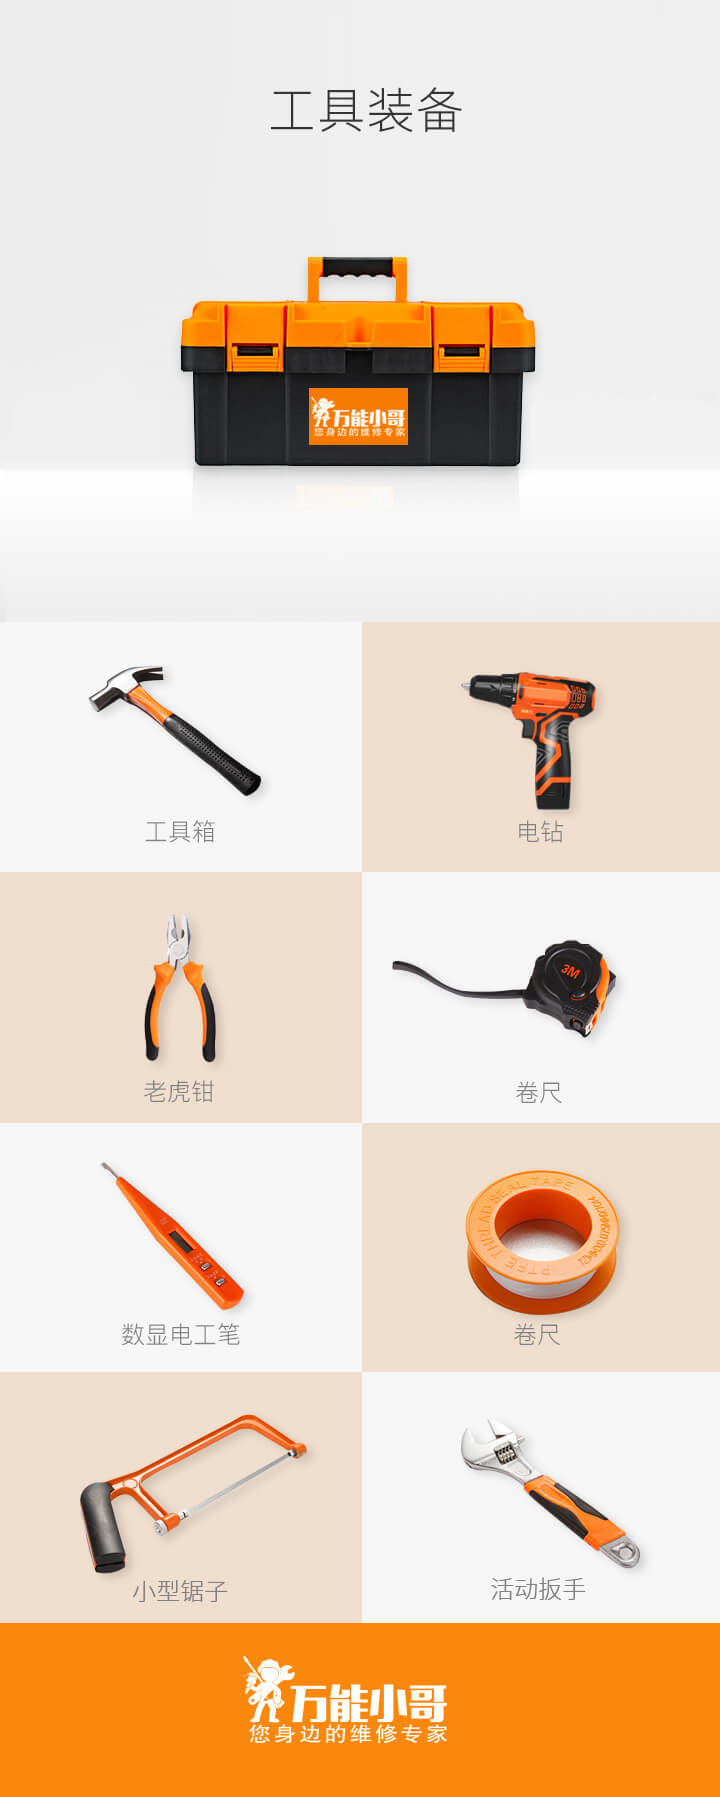 工具装备
万能小哥
您身边的维修专家
工具箱
电钻
老虎钳
3M
卷尺
数显电工笔
PTFE THREAD SEAL TAPE
卷尺
小型锯子
活动扳手
万能小哥
您身边的维修专家